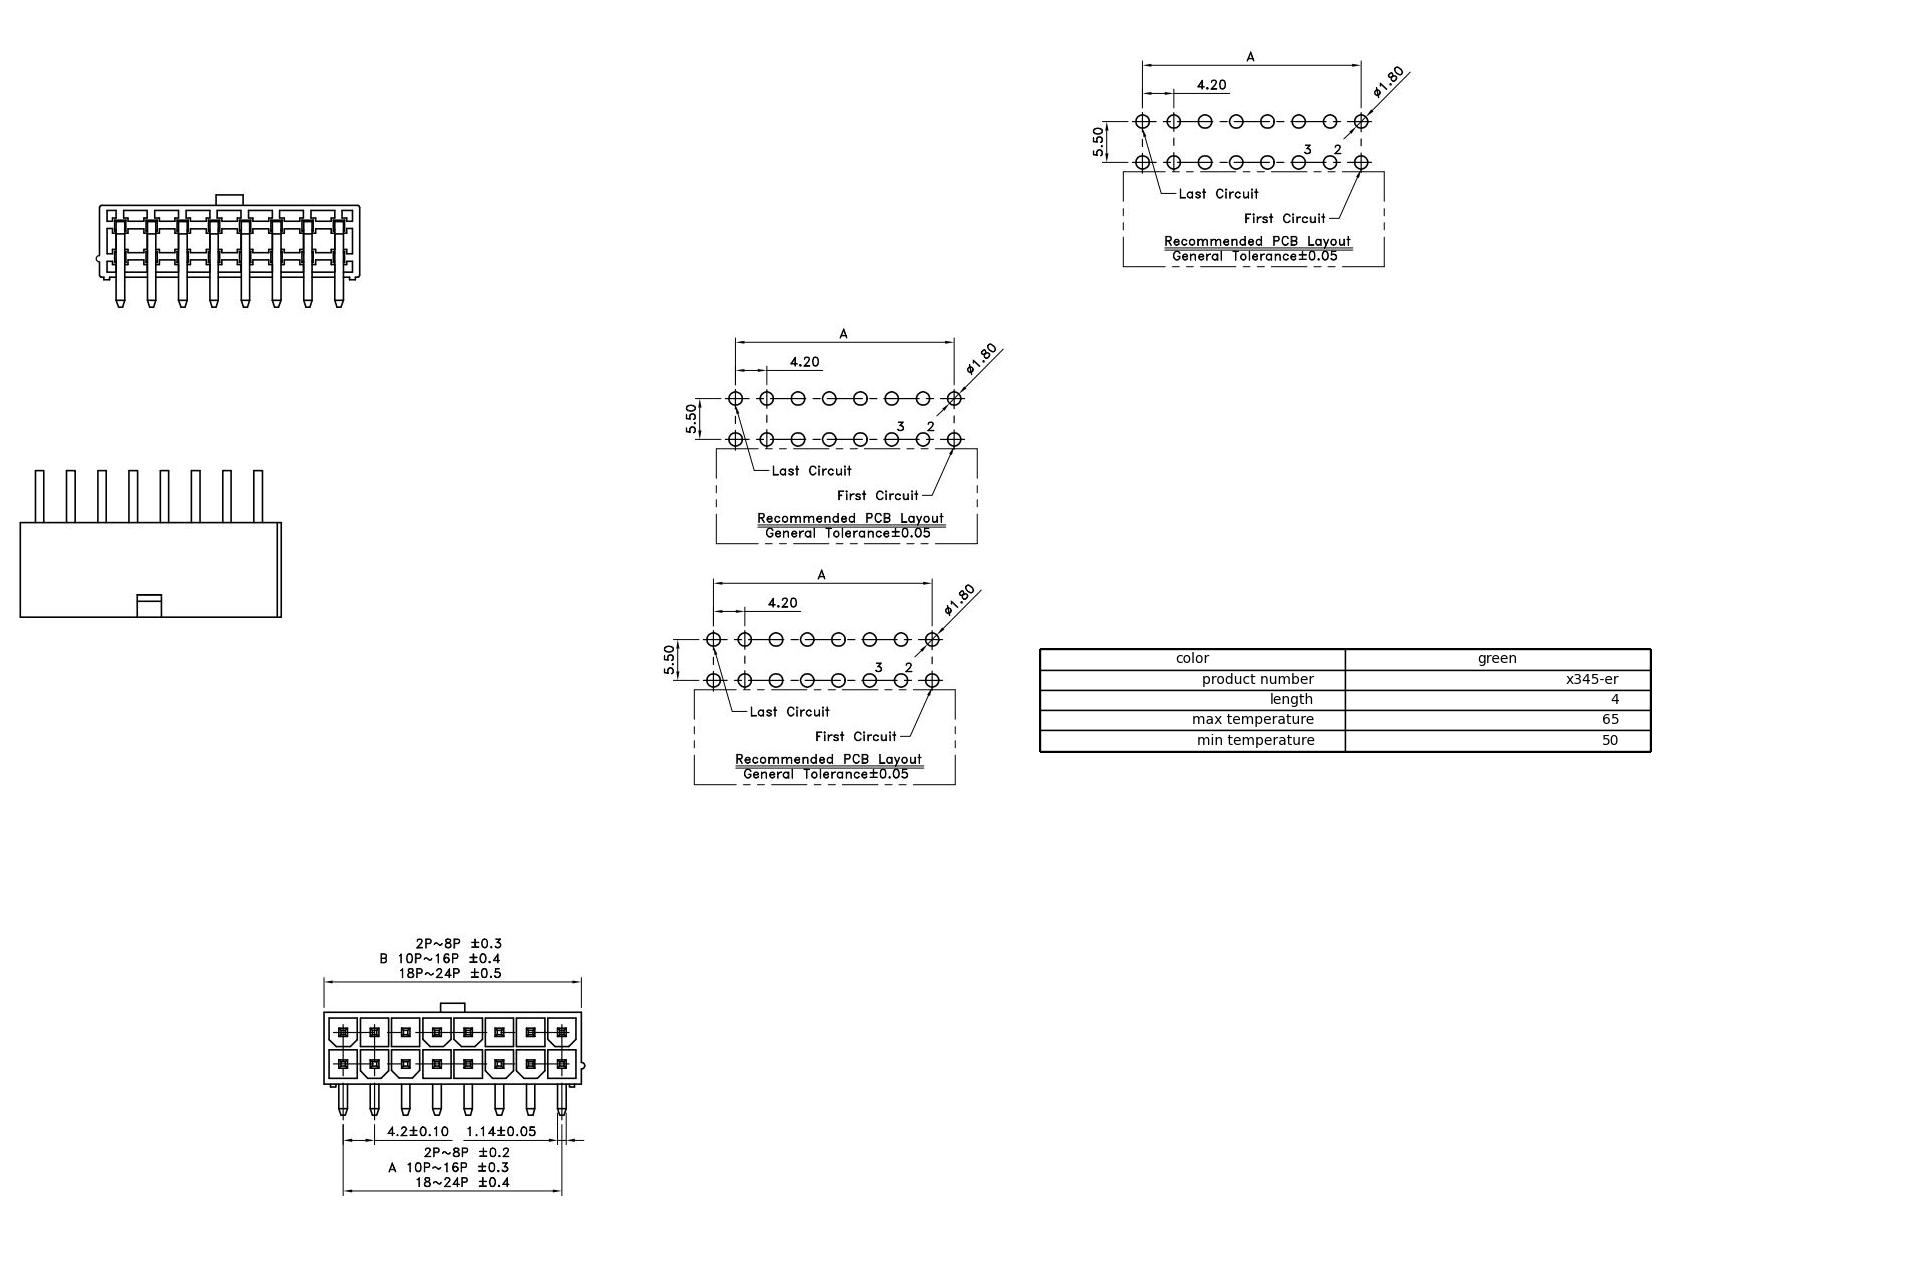 A
4.20
ø1.80
5.50
3 2
Last Circuit
First Circuit
Recommended PCB Layout
General Tolerance±0.05
A
4.20
ø1.80
5.50
3 2
Last Circuit
First Circuit
Recommended PCB Layout
General Tolerance±0.05
A
4.20
ø1.80
5.50
3 2
Last Circuit
First Circuit
Recommended PCB Layout
General Tolerance±0.05
color green
product number x345-er
length 4
max temperature 65
min temperature 50
2P~8P ±0.3
B 10P~16P ±0.4
18P~24P ±0.5
4.2±0.10 1.14±0.05
2P~8P ±0.2
A 10P~16P ±0.3
18~24P ±0.4